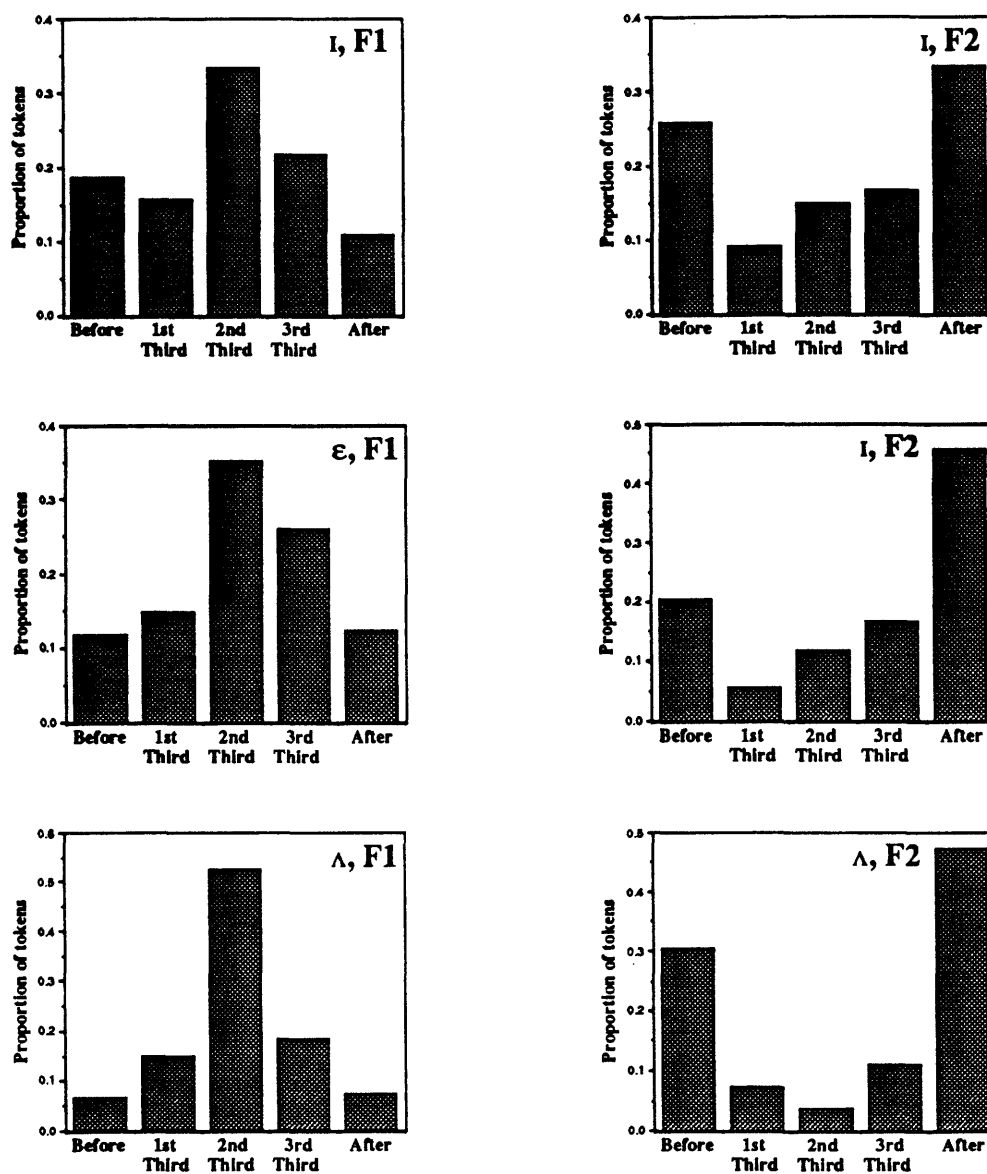 ɪ, F1
Proportion of tokens
0.4
0.3
0.2
0.1
0.0
Before 1st Third 2nd Third 3rd Third After
ɪ, F2
Proportion of tokens
0.4
0.3
0.2
0.1
0.0
Before 1st Third 2nd Third 3rd Third After
ε, F1
Proportion of tokens
0.4
0.3
0.2
0.1
0.0
Before 1st Third 2nd Third 3rd Third After
ɪ, F2
Proportion of tokens
0.5
0.4
0.3
0.2
0.1
0.0
Before 1st Third 2nd Third 3rd Third After
ʌ, F1
Proportion of tokens
0.6
0.5
0.4
0.3
0.2
0.1
0.0
Before 1st Third 2nd Third 3rd Third After
ʌ, F2
Proportion of tokens
0.5
0.4
0.3
0.2
0.1
0.0
Before 1st Third 2nd Third 3rd Third After